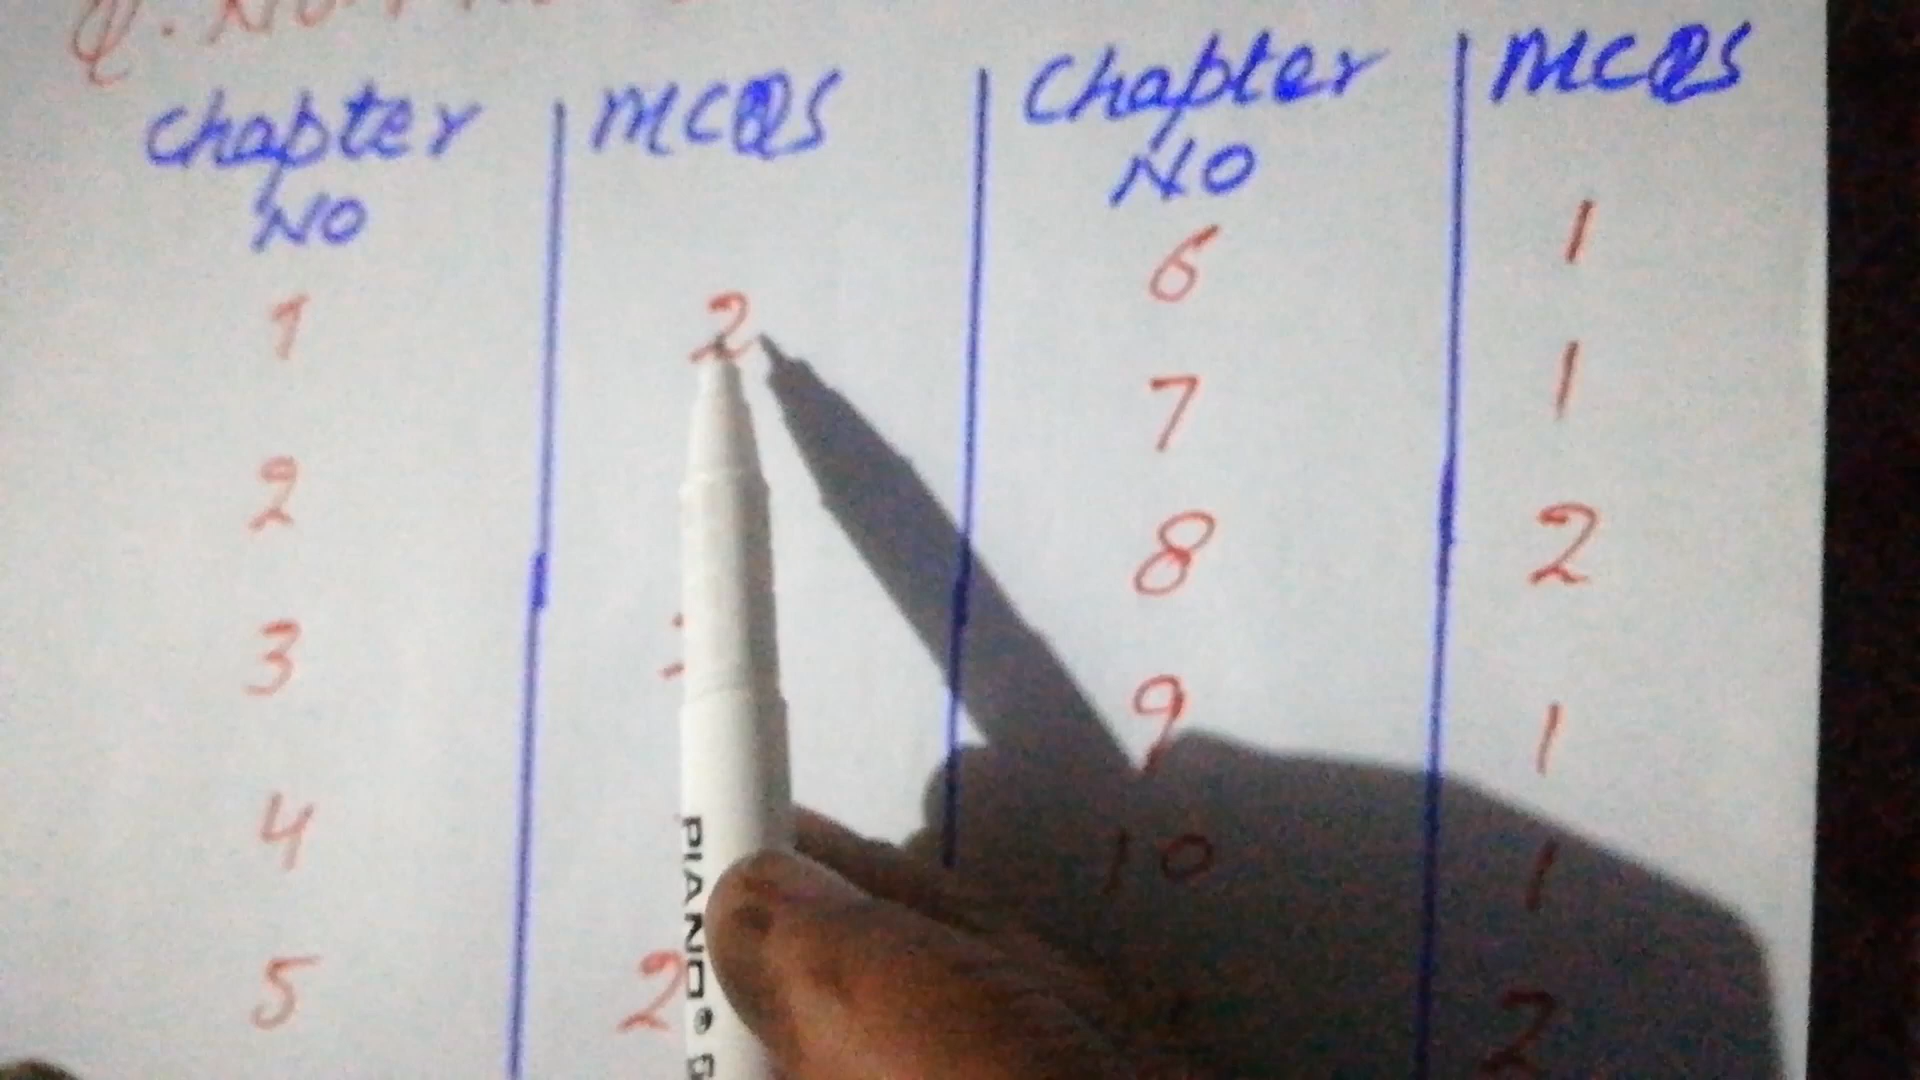 Chapter NO | MCQS | Chapter NO | MCQS
1 2 6 1
2 7 1
3 8 2
4 9 1
5 2 10 1
2
PIANO®